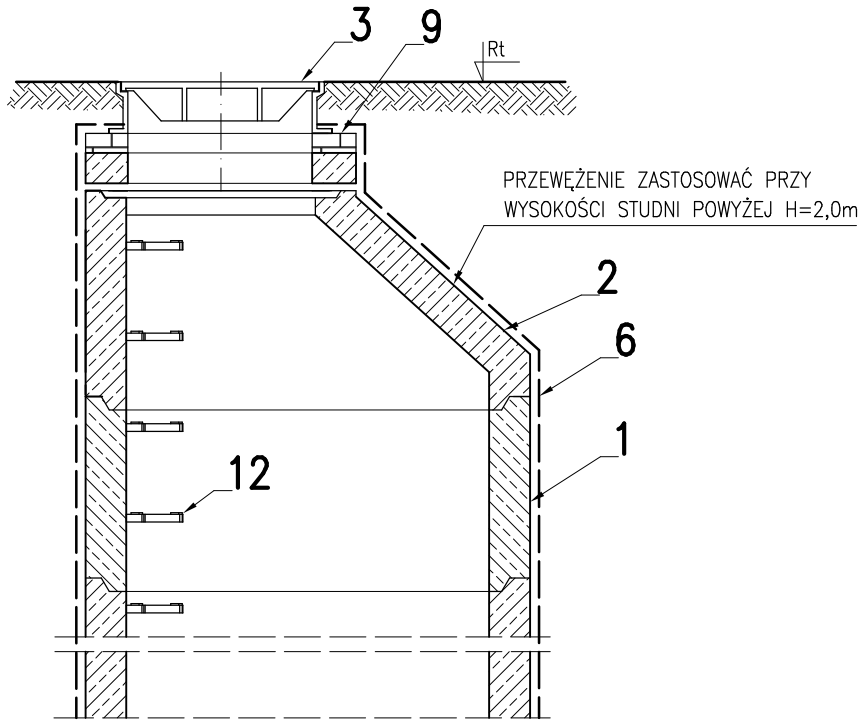 3
9
Rt
PRZEWĘŻENIE ZASTOSOWAĆ PRZY
WYSOKOŚCI STUDNI POWYŻEJ H=2,0m
2
6
1
12